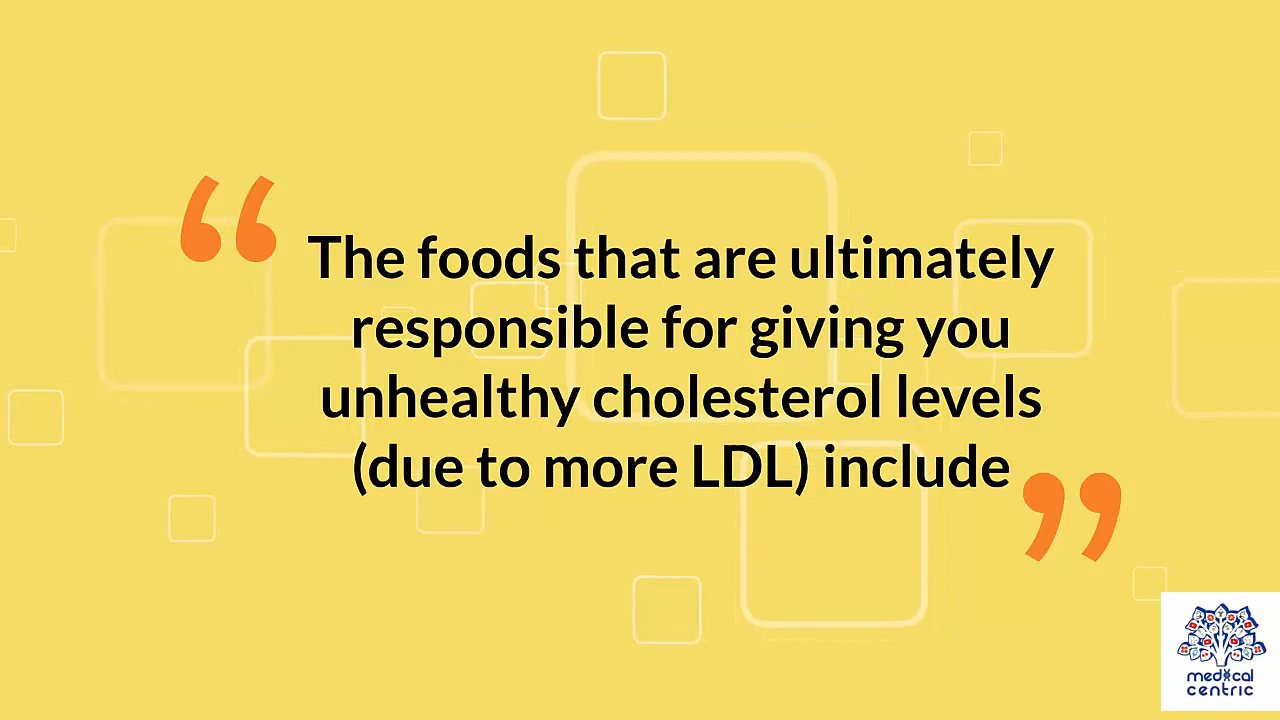 “The foods that are ultimately
responsible for giving you
unhealthy cholesterol levels
(due to more LDL) include”
medical
centric